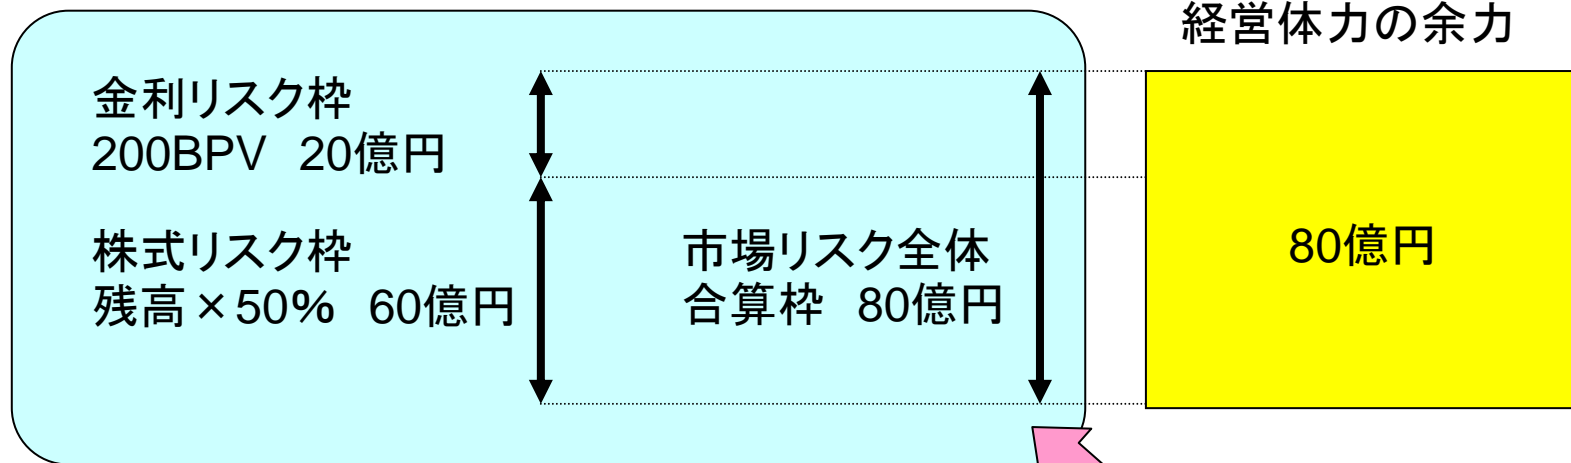 経営体力の余力
金利リスク枠
200BPV 20億円
株式リスク枠
残高×50% 60億円
市場リスク全体
合算枠 80億円
80億円